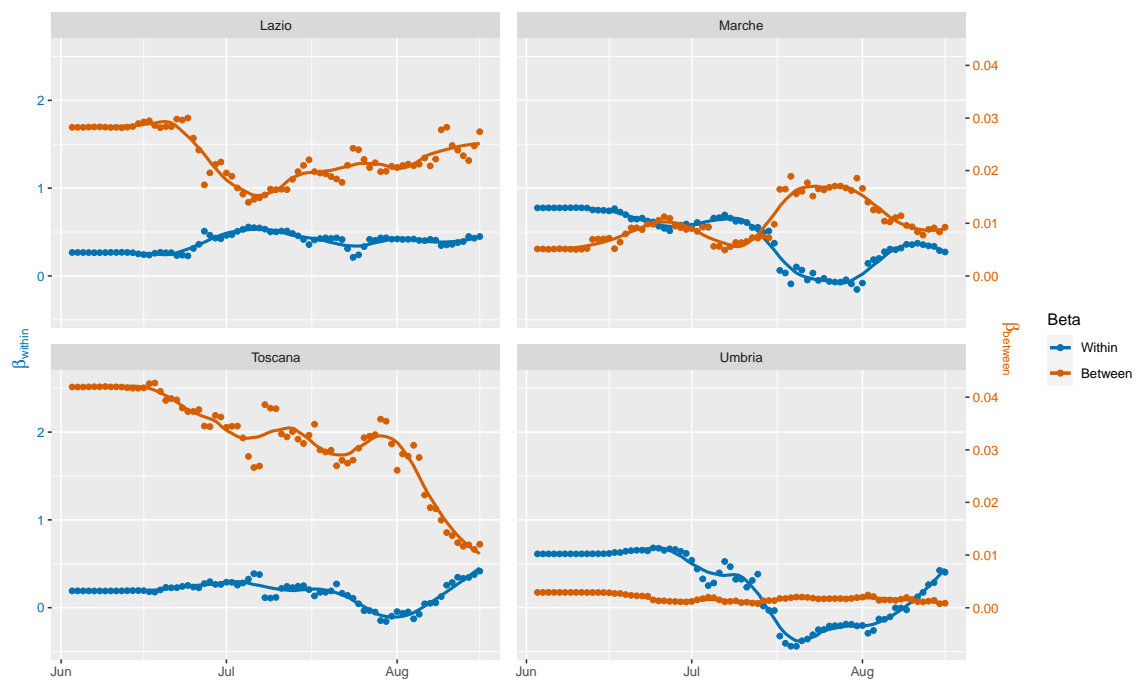 Lazio
Marche
2
1
0
0.04
0.03
0.02
0.01
0.00
Toscana
Umbria
2
1
0
0.04
0.03
0.02
0.01
0.00
Jun
Jul
Aug
Jun
Jul
Aug
βwithin
βbetween
Beta
Within
Between